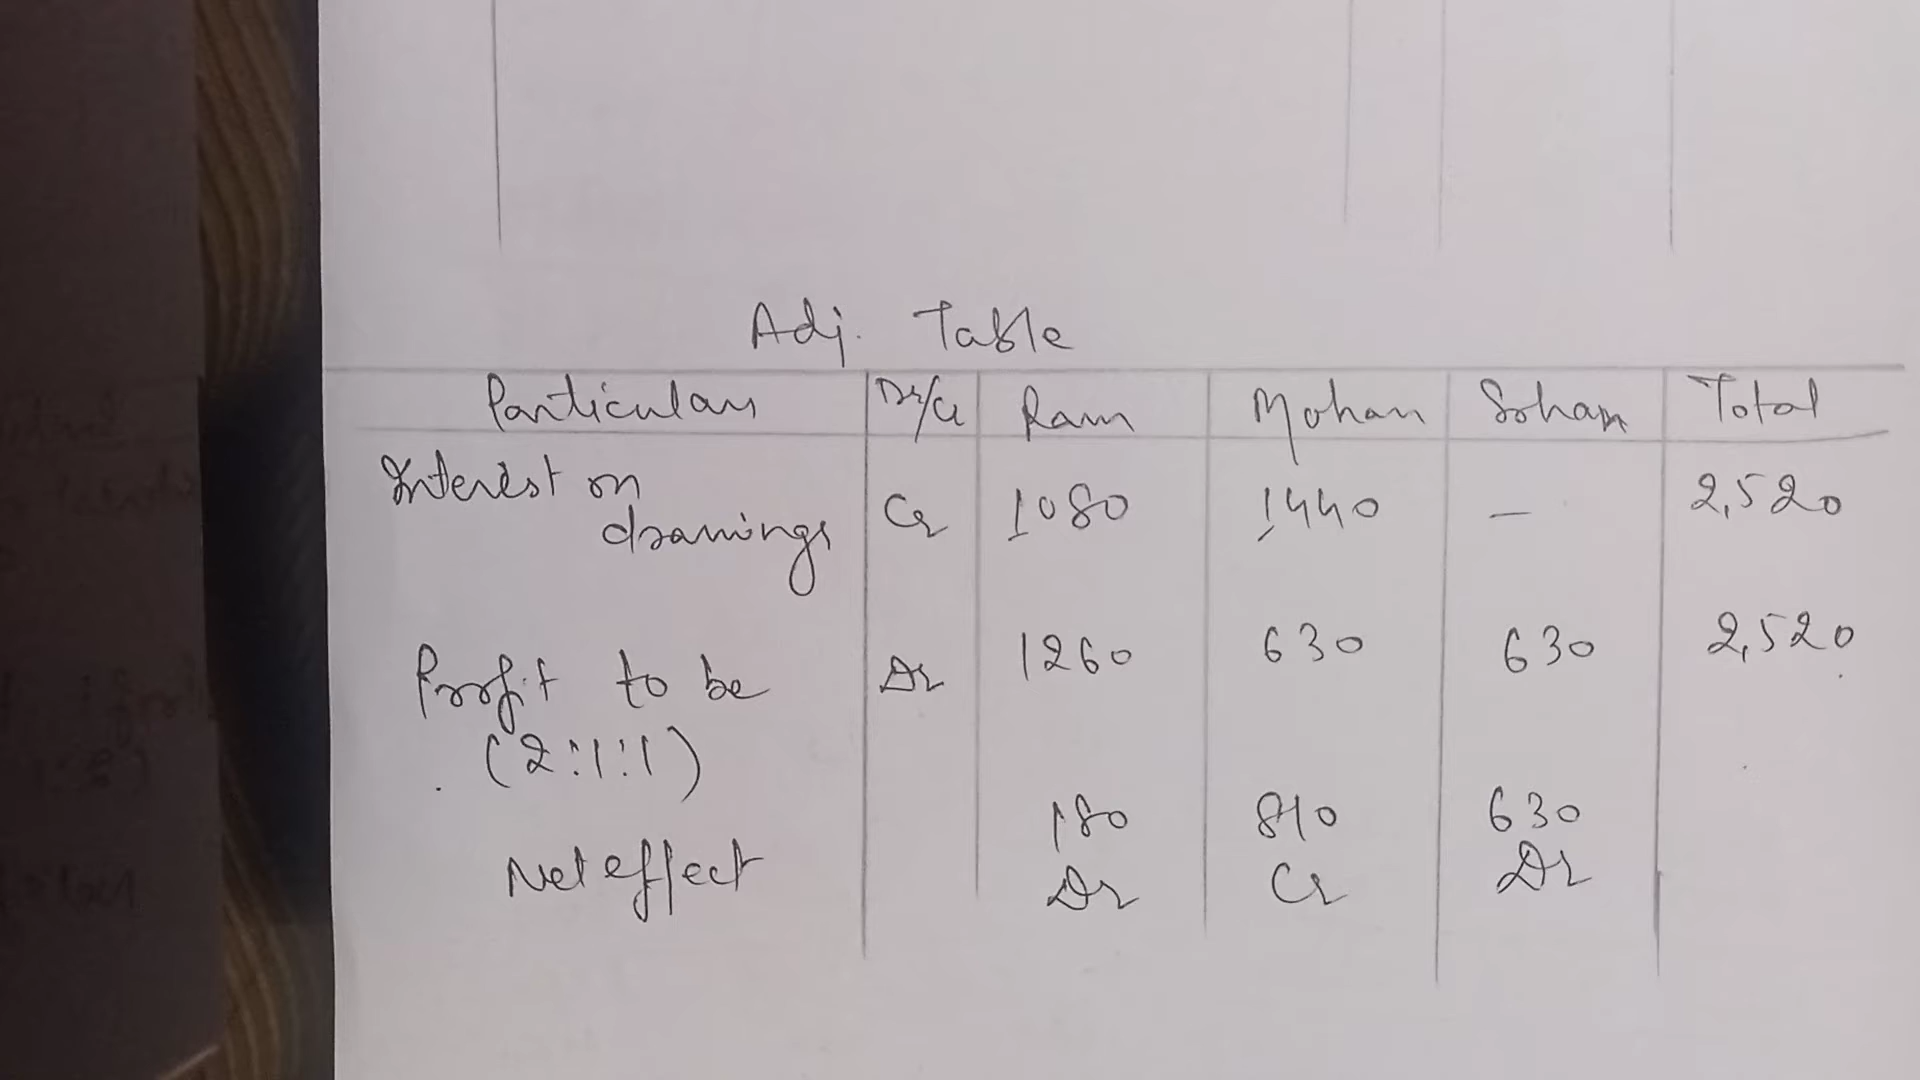 Adj. Table
Particulars Dr/Cr Ram Mohan Sohan Total
Interest on
drawings Cr 1080 1440 — 2,520
Profit to be Dr 1260 630 630 2,520
(2:1:1)
180 810 630
Net effect Dr Cr Dr